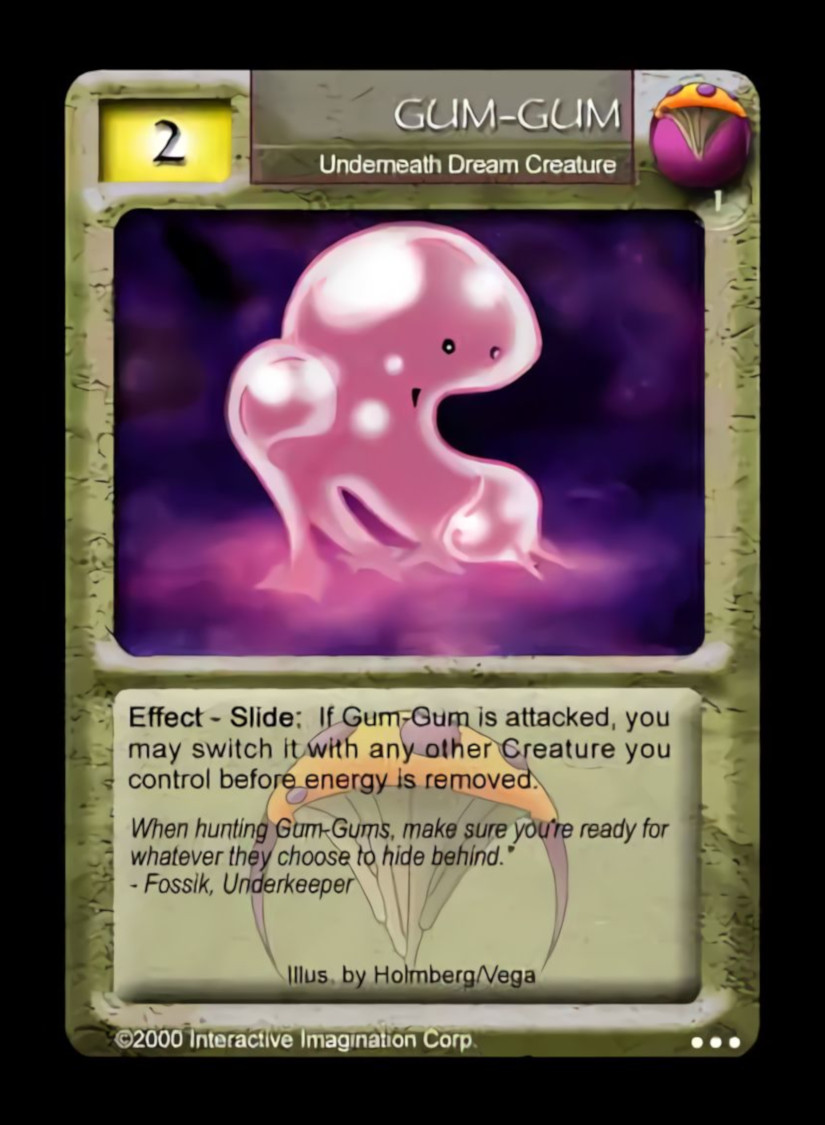 2
GUM-GUM
Underneath Dream Creature
1
Effect - Slide: If Gum-Gum is attacked, you
may switch it with any other Creature you
control before energy is removed.
When hunting Gum-Gums, make sure you're ready for
whatever they choose to hide behind."
- Fossik, Underkeeper
Illus. by Holmberg/Vega
©2000 Interactive Imagination Corp.